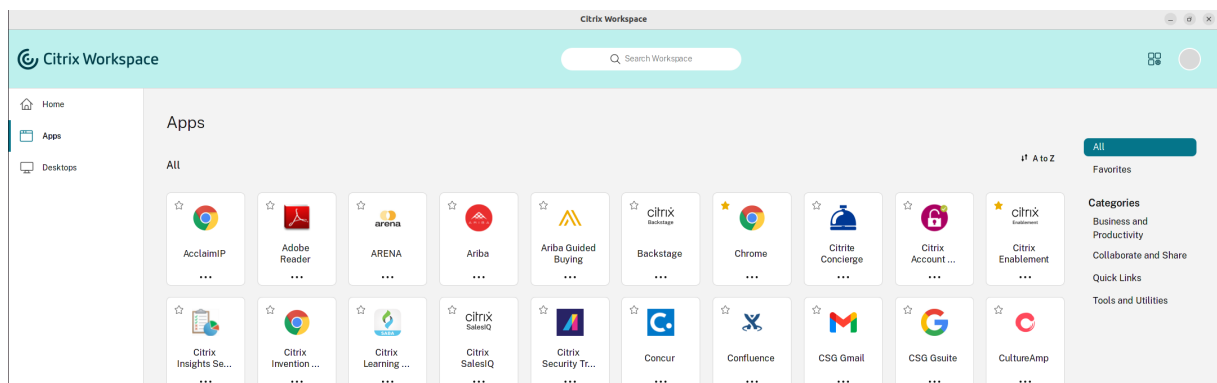 Citrix Workspace
Citrix Workspace
Search Workspace
Home
Apps
Desktops
Apps
All
A to Z
All
Favorites
Categories
Business and
Productivity
Collaborate and Share
Quick Links
Tools and Utilities
AcclaimIP
Adobe
Reader
arena
ARENA
ARIBA
Ariba
Ariba Guided
Buying
citrix
Backstage
Backstage
Chrome
Citrite
Concierge
Citrix
Account ...
citrix
Enablement
Citrix
Enablement
Citrix
Insights Se...
Citrix
Invention ...
SABA
Citrix
Learning ...
citrix
SalesIQ
Citrix
SalesIQ
Citrix
Security Tr...
C.
Concur
Confluence
CSG Gmail
CSG Gsuite
CultureAmp